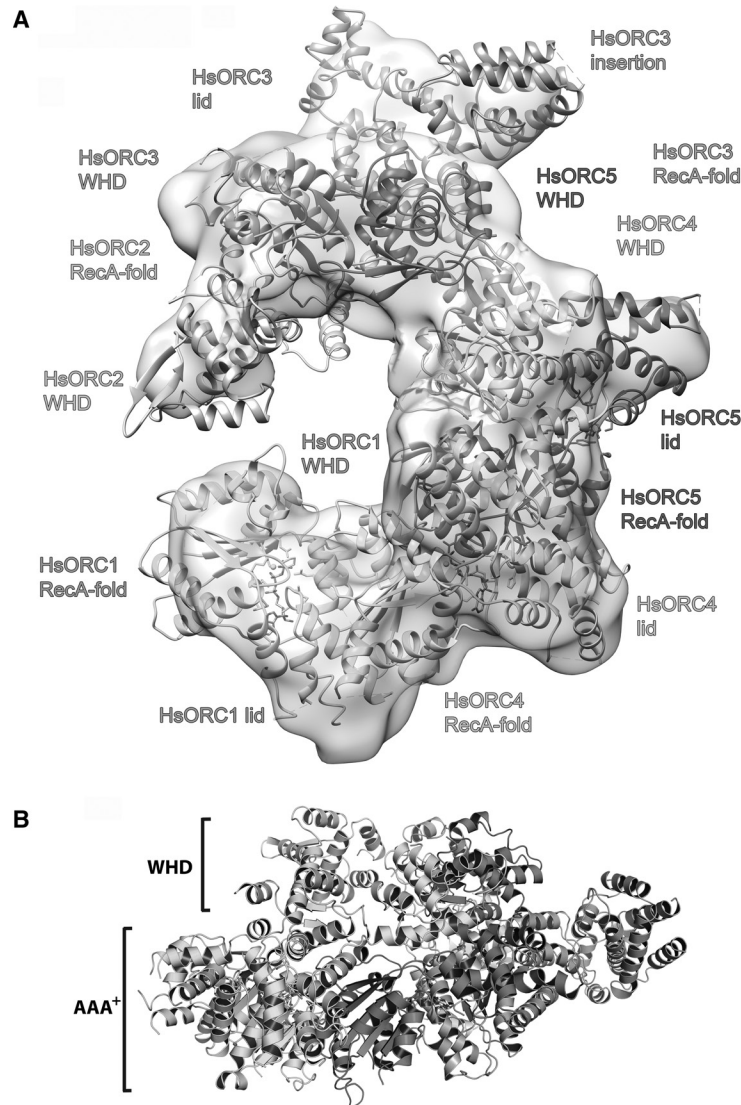 A
HsORC3
insertion
HsORC3
lid
HsORC3
WHD
HsORC5
WHD
HsORC3
RecA-fold
HsORC4
WHD
HsORC2
RecA-fold
HsORC2
WHD
HsORC5
lid
HsORC1
WHD
HsORC5
RecA-fold
HsORC1
RecA-fold
HsORC4
lid
HsORC1 lid
HsORC4
RecA-fold
B
WHD
AAA+